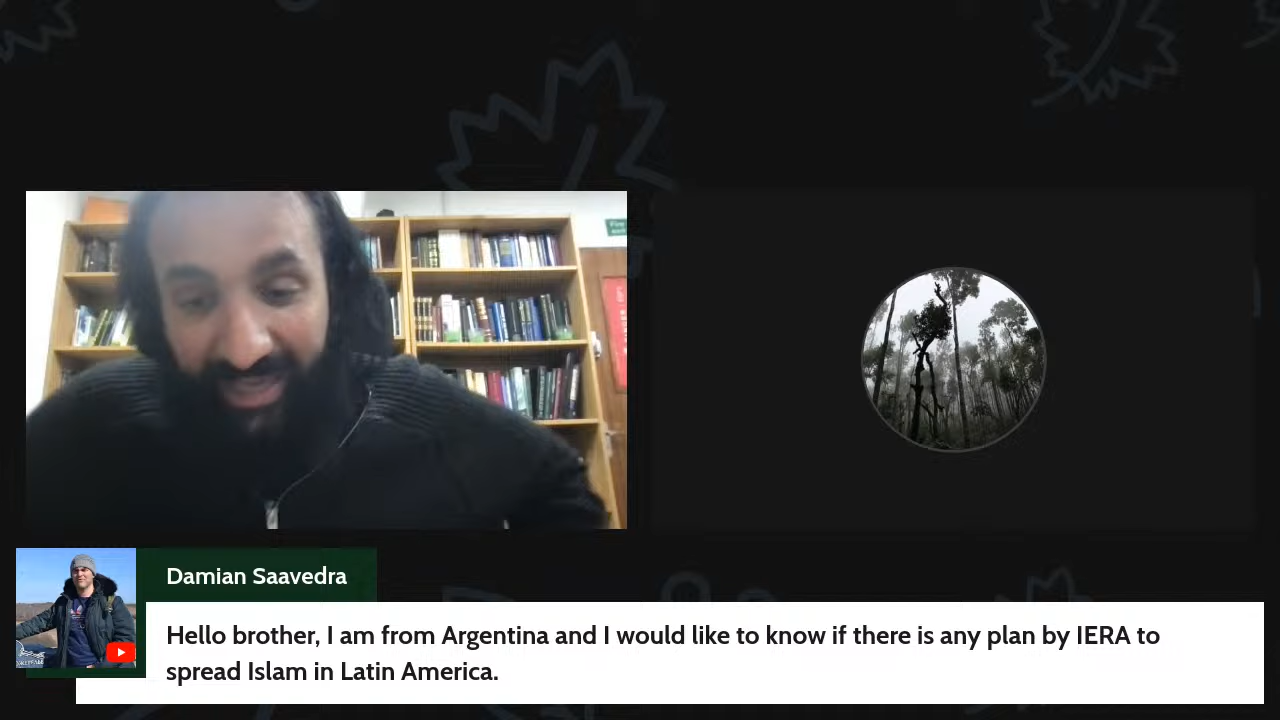 Damian Saavedra
Hello brother, I am from Argentina and I would like to know if there is any plan by IERA to
spread Islam in Latin America.